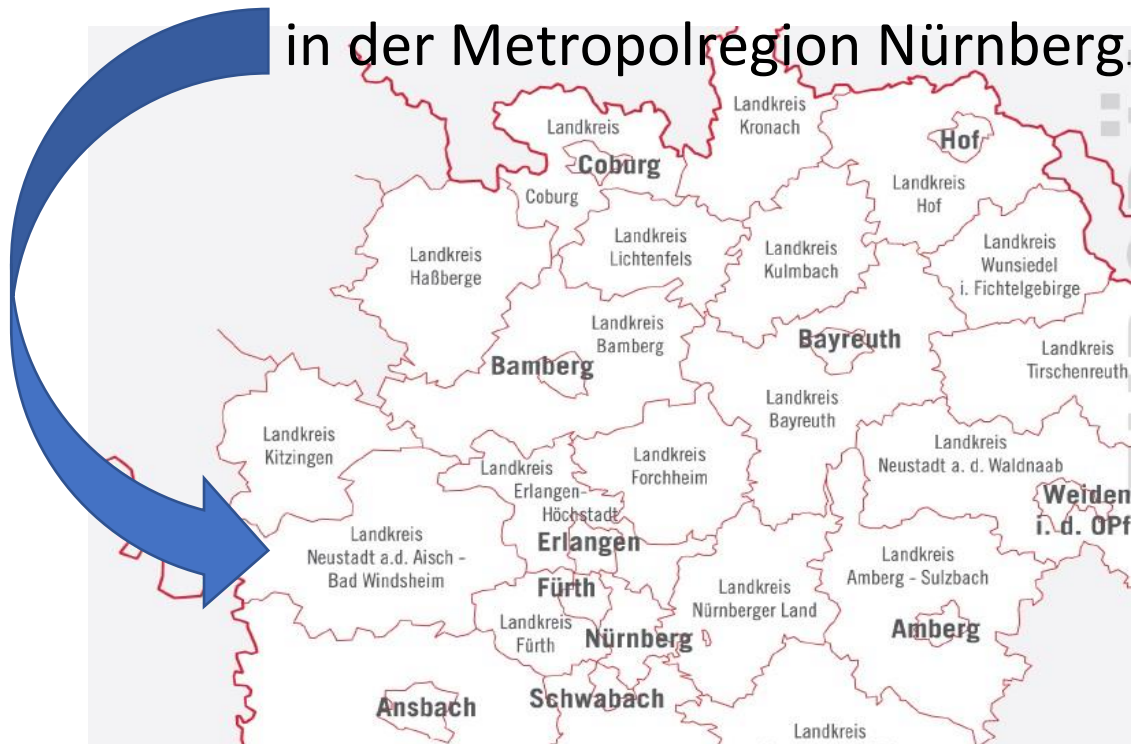 in der Metropolregion Nürnberg.
Landkreis
Kronach
Landkreis
Coburg
Coburg
Hof
Landkreis
Hof
Landkreis
Haßberge
Landkreis
Lichtenfels
Landkreis
Kulmbach
Landkreis
Wunsiedel
i. Fichtelgebirge
Landkreis
Bamberg
Bamberg
Bayreuth
Landkreis
Bayreuth
Landkreis
Tirschenreuth
Landkreis
Kitzingen
Landkreis
Erlangen-
Höchstadt
Landkreis
Forchheim
Landkreis
Neustadt a. d. Waldnaab
Weiden
i. d. OPf
Landkreis
Neustadt a.d. Aisch -
Bad Windsheim
Erlangen
Fürth
Landkreis
Fürth
Nürnberg
Landkreis
Nürnberger Land
Landkreis
Amberg - Sulzbach
Amberg
Ansbach
Schwabach
Landkreis